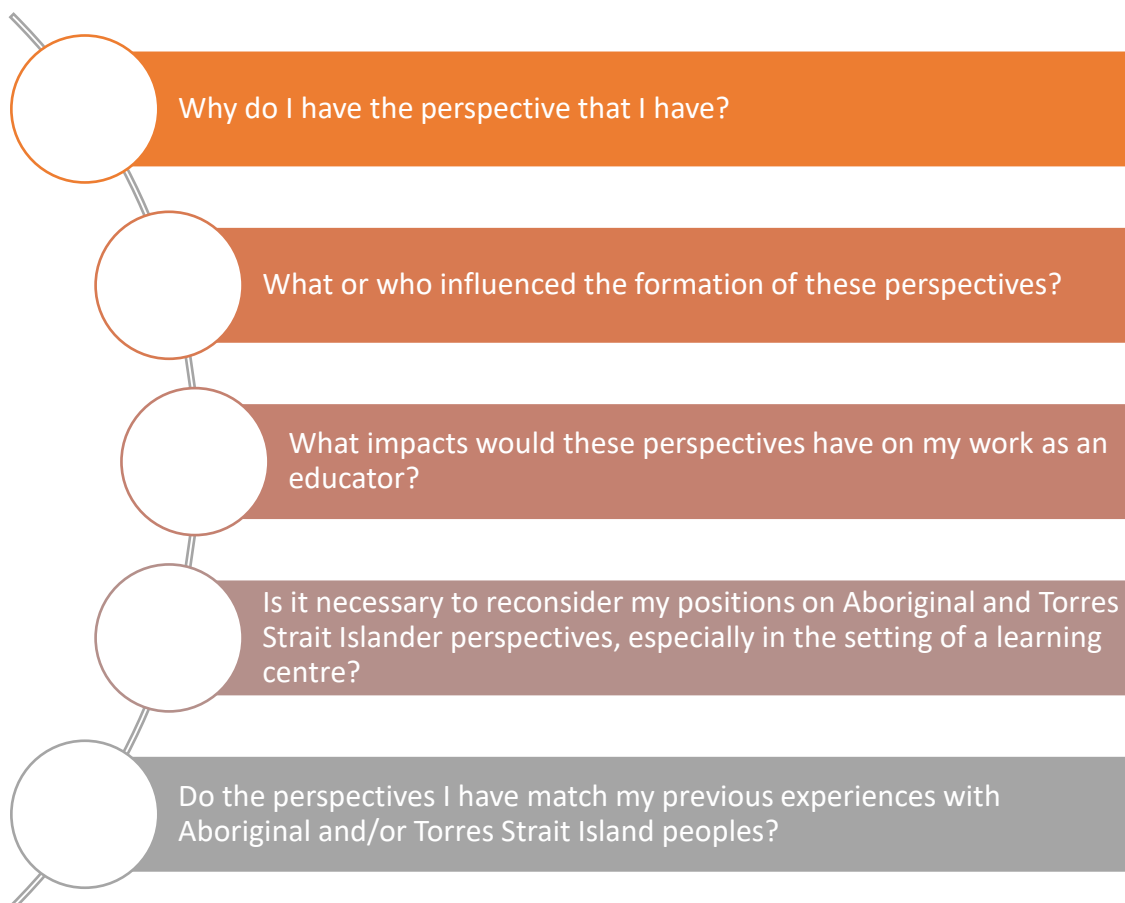 Why do I have the perspective that I have?
What or who influenced the formation of these perspectives?
What impacts would these perspectives have on my work as an
educator?
Is it necessary to reconsider my positions on Aboriginal and Torres
Strait Islander perspectives, especially in the setting of a learning
centre?
Do the perspectives I have match my previous experiences with
Aboriginal and/or Torres Strait Island peoples?